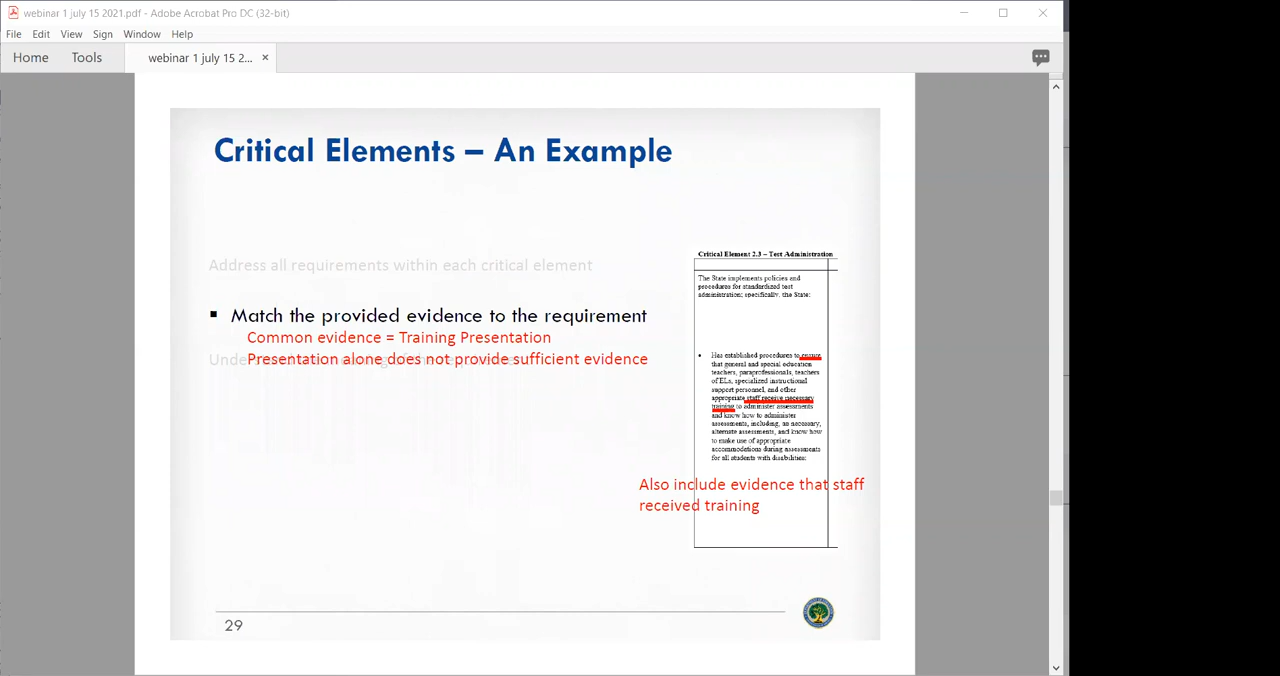 webinar 1 july 15 2021.pdf - Adobe Acrobat Pro DC (32-bit)
File Edit View Sign Window Help
Home Tools webinar 1 july 15 2... ×
Critical Elements – An Example
Address all requirements within each critical element
▪ Match the provided evidence to the requirement
Common evidence = Training Presentation
Presentation alone does not provide sufficient evidence
Critical Element 2.3 – Test Administration
The State implements policies and
procedures for standardized test
administration; specifically, the State:
• Has established procedures to ensure
that general and special education
teachers, paraprofessionals, teachers
of ELs, specialized instructional
support personnel, and other
appropriate staff receive necessary
training to administer assessments
and know how to administer
assessments, including, as necessary,
alternate assessments, and know how
to make use of appropriate
accommodations during assessments
for all students with disabilities;
Also include evidence that staff
received training
29